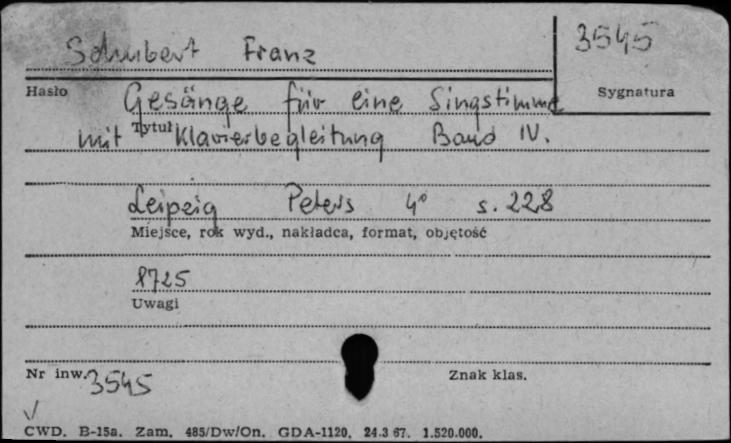 Schubert Franz
3545
Hasło
Sygnatura
Gesänge für eine Singstimme
Tytuł
mit Klavierbegleitung Band IV.
Leipzig Peters 4° s. 228
Miejsce, rok wyd., nakładca, format, objętość
8725
Uwagi
Nr inw. 3545
Znak klas.
CWD. B-15a. Zam. 485/Dw/On. GDA-1120. 24.3 67. 1.520.000.